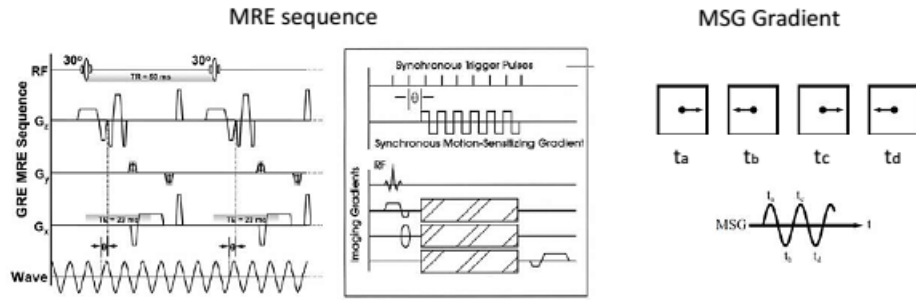 MRE sequence
MSG Gradient
GRE MRE Sequence
RF
30°
30°
TR = 50 ms
Gz
Gy
Gx
TE = 23 ms
TE = 23 ms
θ
θ
Wave
Synchronous Trigger Pulses
θ
Synchronous Motion-Sensitizing Gradient
RF
Imaging Gradients
ta
tb
tc
td
MSG
ta
tc
t
tb
td